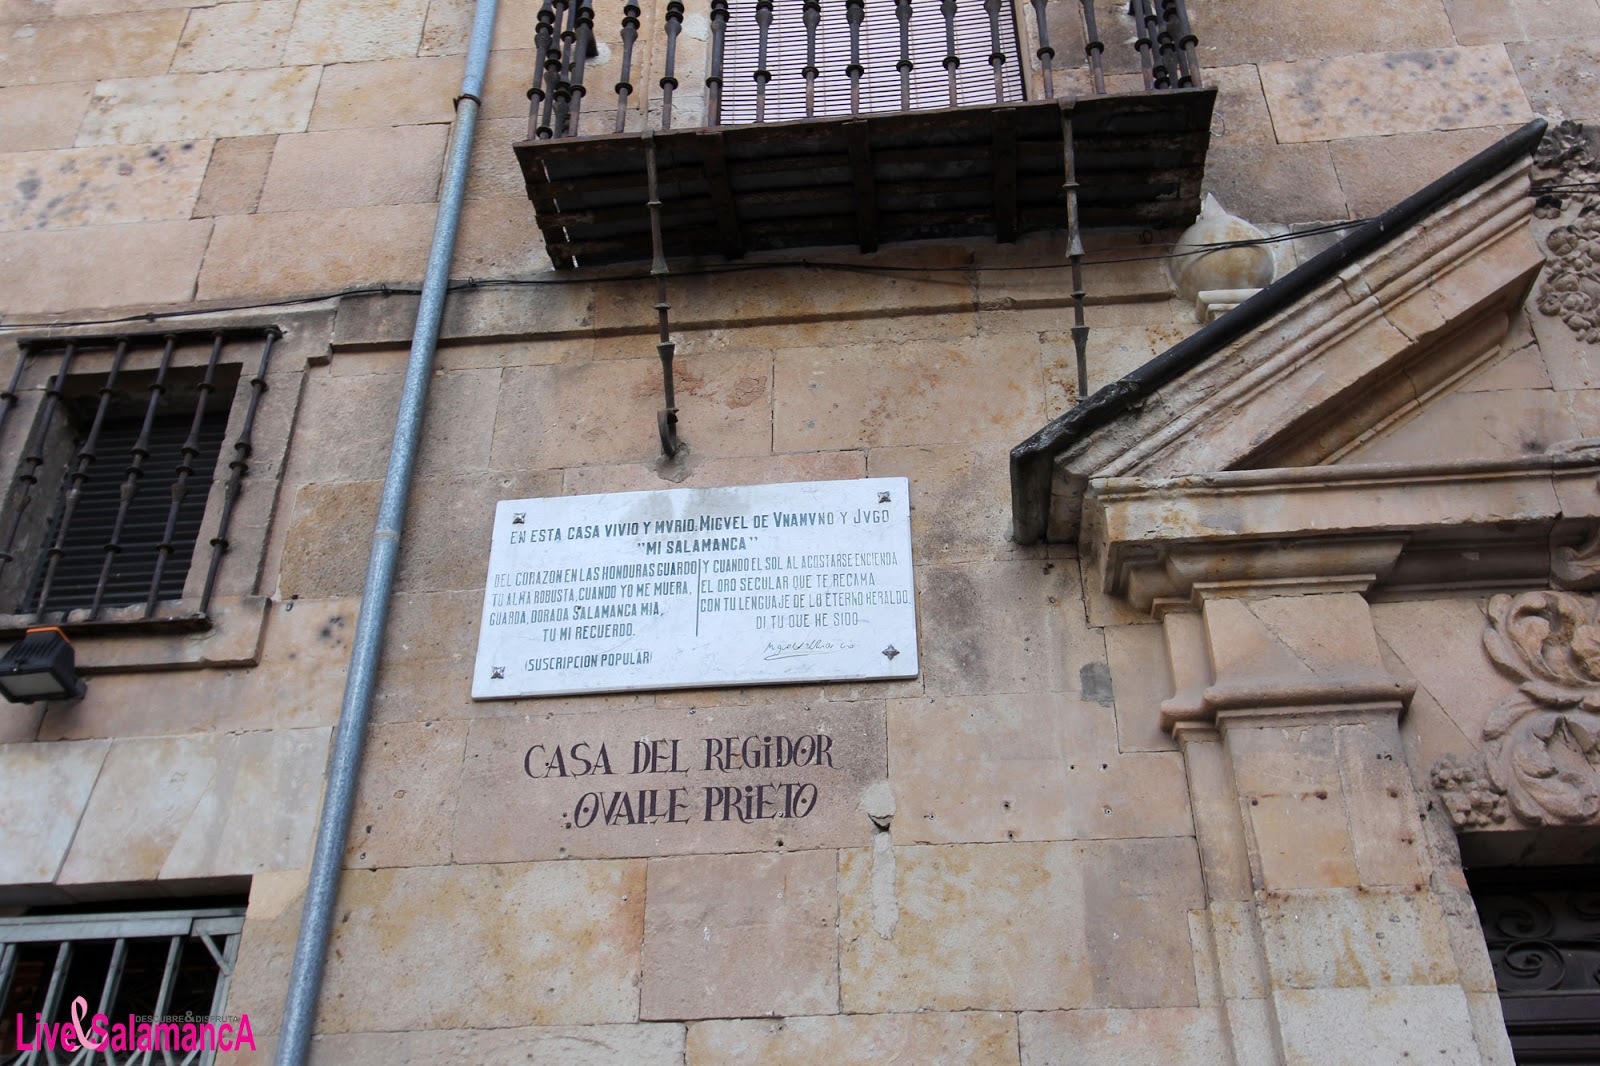 EN ESTA CASA VIVIO Y MVRIO, MIGVEL DE VNAMVNO Y JVGO
"MI SALAMANCA"
DEL CORAZON EN LAS HONDURAS GUARDO
TU ALMA ROBUSTA, CUANDO YO ME MUERA,
GUARDA, DORADA SALAMANCA MIA,
TU MI RECUERDO.
Y CUANDO EL SOL AL ACOSTARSE ENCIENDA
EL ORO SECULAR QUE TE RECAMA
CON TU LENGUAJE DE LO ETERNO HERALDO,
DI TU QUE HE SIDO
(SUSCRIPCION POPULAR)
CASA DEL REGIDOR
OVALLE PRIETO
DESCUBRE&DISFRUTA
Live&SalamancA